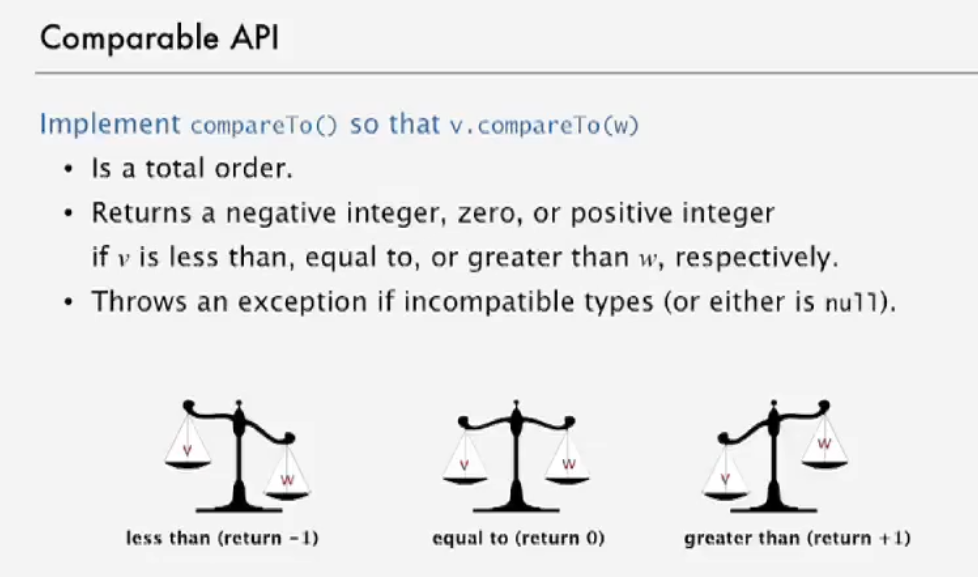 Comparable API
Implement compareTo() so that v.compareTo(w)
• Is a total order.
• Returns a negative integer, zero, or positive integer
if v is less than, equal to, or greater than w, respectively.
• Throws an exception if incompatible types (or either is null).
v
w
v
w
v
w
less than (return -1)
equal to (return 0)
greater than (return +1)